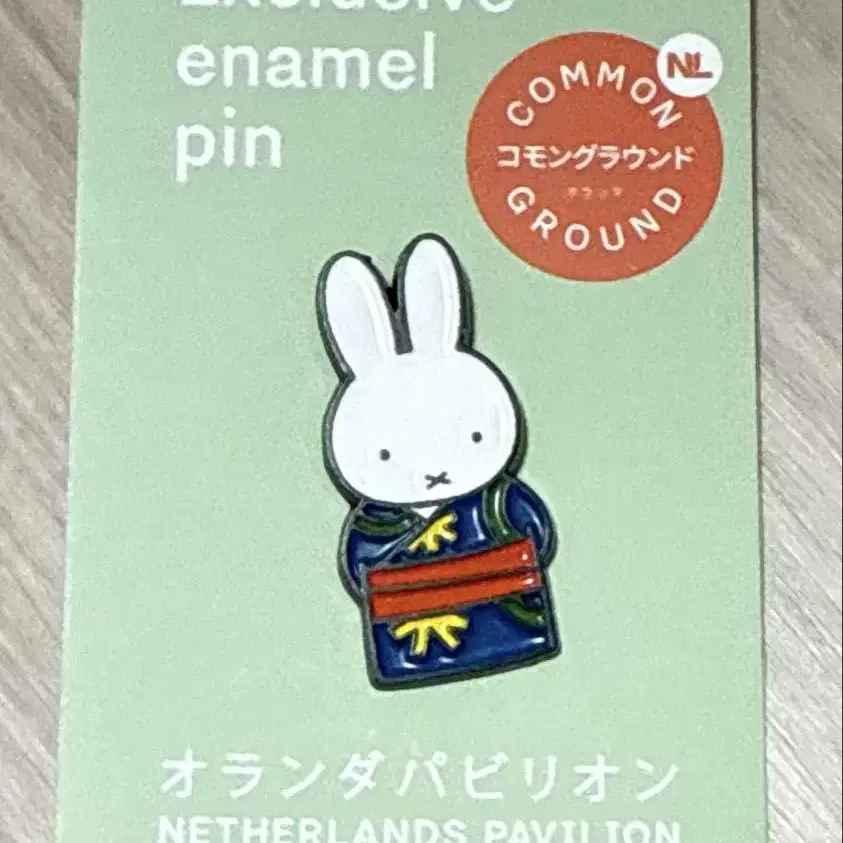 Exclusive
enamel
pin
NL
COMMON
コモングラウンド
GROUND
オランダパビリオン
NETHERLANDS PAVILION